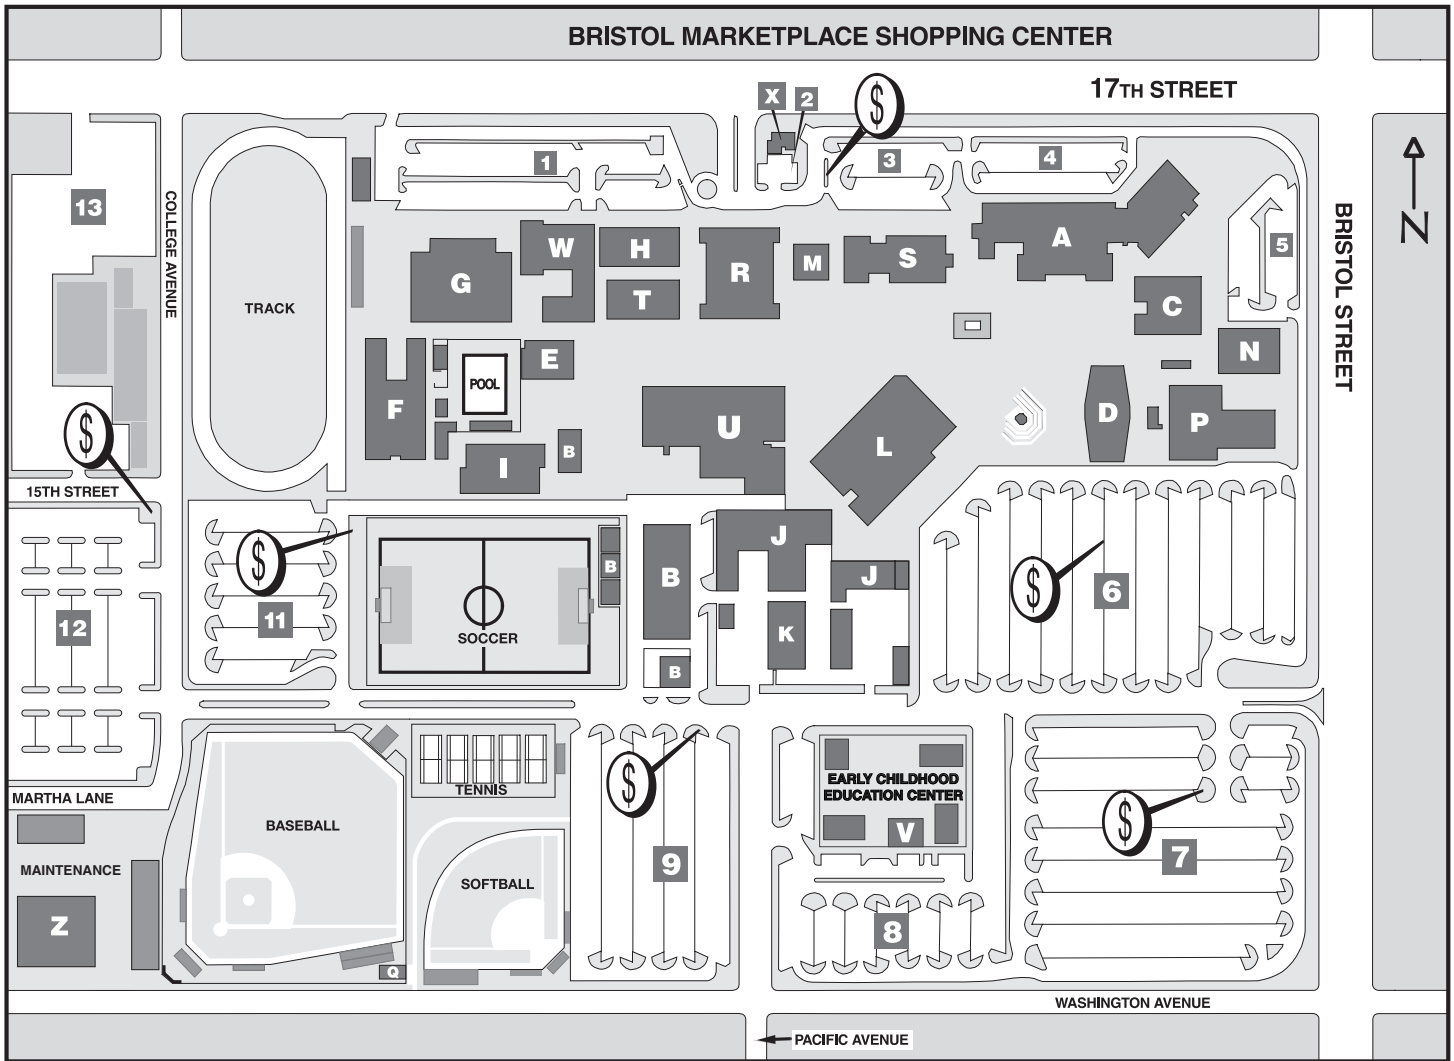 BRISTOL MARKETPLACE SHOPPING CENTER
17TH STREET
X
2
$
1
3
4
13
COLLEGE AVENUE
BRISTOL STREET
N
5
W
H
R
M
S
A
G
T
C
TRACK
E
N
POOL
F
U
L
D
P
$
I
B
15TH STREET
$
J
B
B
J
$
6
12
11
SOCCER
K
B
MARTHA LANE
TENNIS
$
EARLY CHILDHOOD
EDUCATION CENTER
V
$
7
BASEBALL
MAINTENANCE
SOFTBALL
9
Z
8
Q
WASHINGTON AVENUE
PACIFIC AVENUE